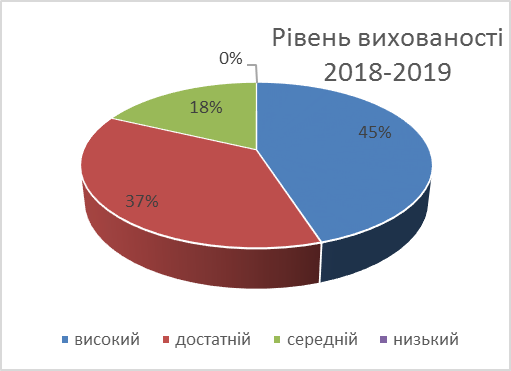 Рівень вихованості
2018-2019
0%
18%
45%
37%
високий достатній середній низький